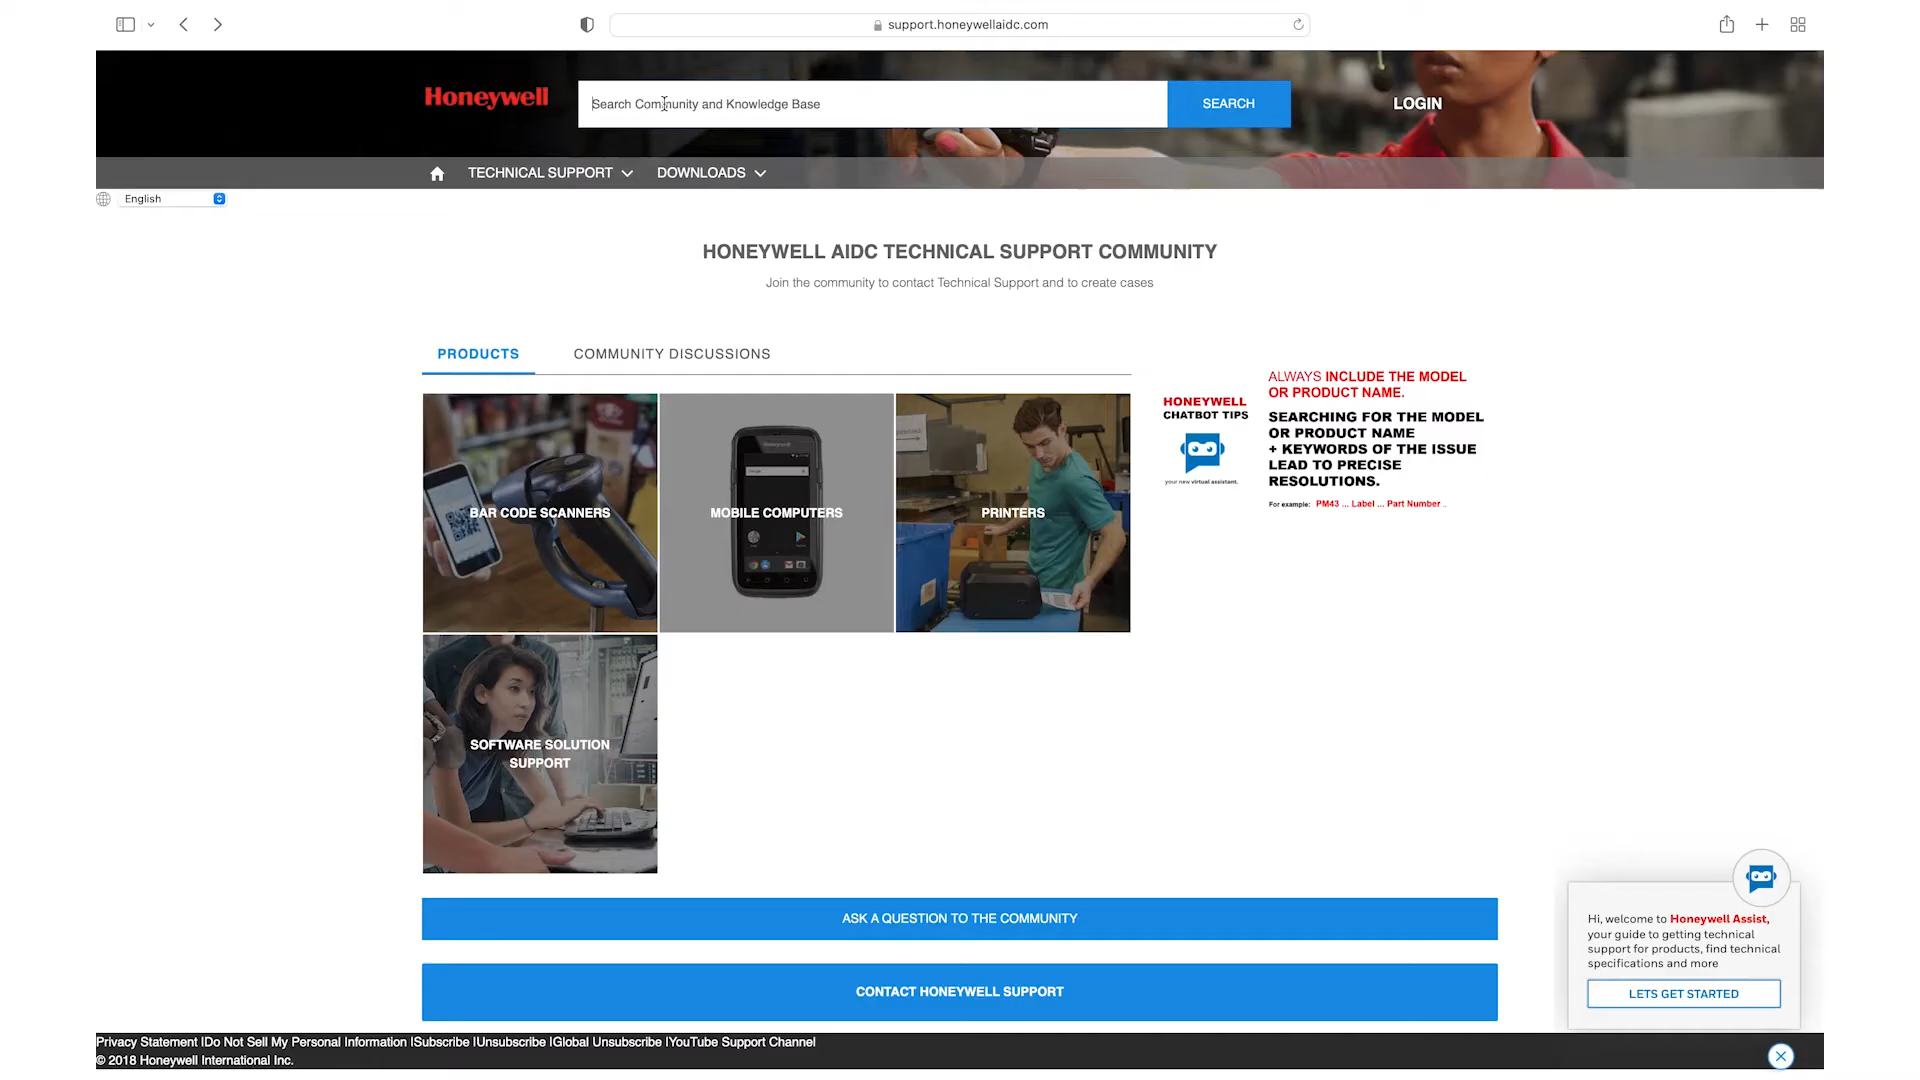 support.honeywellaidc.com
Honeywell
Search Community and Knowledge Base
SEARCH
LOGIN
TECHNICAL SUPPORT
DOWNLOADS
English
HONEYWELL AIDC TECHNICAL SUPPORT COMMUNITY
Join the community to contact Technical Support and to create cases
PRODUCTS
COMMUNITY DISCUSSIONS
BAR CODE SCANNERS
MOBILE COMPUTERS
PRINTERS
HONEYWELL
CHATBOT TIPS
your new virtual assistant.
ALWAYS INCLUDE THE MODEL
OR PRODUCT NAME.
SEARCHING FOR THE MODEL
OR PRODUCT NAME
+ KEYWORDS OF THE ISSUE
LEAD TO PRECISE
RESOLUTIONS.
For example: PM43 ... Label ... Part Number ..
SOFTWARE SOLUTION
SUPPORT
ASK A QUESTION TO THE COMMUNITY
CONTACT HONEYWELL SUPPORT
Hi, welcome to Honeywell Assist,
your guide to getting technical
support for products, find technical
specifications and more
LETS GET STARTED
Privacy Statement |Do Not Sell My Personal Information |Subscribe |Unsubscribe |Global Unsubscribe |YouTube Support Channel
© 2018 Honeywell International Inc.